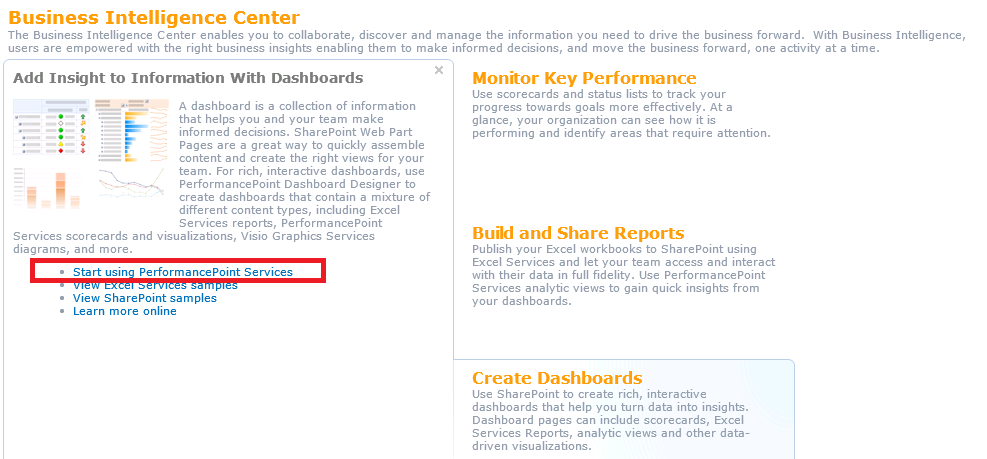 Business Intelligence Center
The Business Intelligence Center enables you to collaborate, discover and manage the information you need to drive the business forward.  With Business Intelligence,
users are empowered with the right business insights enabling them to make informed decisions, and move the business forward, one activity at a time.
Add Insight to Information With Dashboards
×
A dashboard is a collection of information
that helps you and your team make
informed decisions. SharePoint Web Part
Pages are a great way to quickly assemble
content and create the right views for your
team. For rich, interactive dashboards, use
PerformancePoint Dashboard Designer to
create dashboards that contain a mixture of
different content types, including Excel
Services reports, PerformancePoint
Services scorecards and visualizations, Visio Graphics Services
diagrams, and more.
• Start using PerformancePoint Services
• View Excel Services samples
• View SharePoint samples
• Learn more online
Monitor Key Performance
Use scorecards and status lists to track your
progress towards goals more effectively. At a
glance, your organization can see how it is
performing and identify areas that require attention.
Build and Share Reports
Publish your Excel workbooks to SharePoint using
Excel Services and let your team access and interact
with their data in full fidelity. Use PerformancePoint
Services analytic views to gain quick insights from
your dashboards.
Create Dashboards
Use SharePoint to create rich, interactive
dashboards that help you turn data into insights.
Dashboard pages can include scorecards, Excel
Services Reports, analytic views and other data-
driven visualizations.